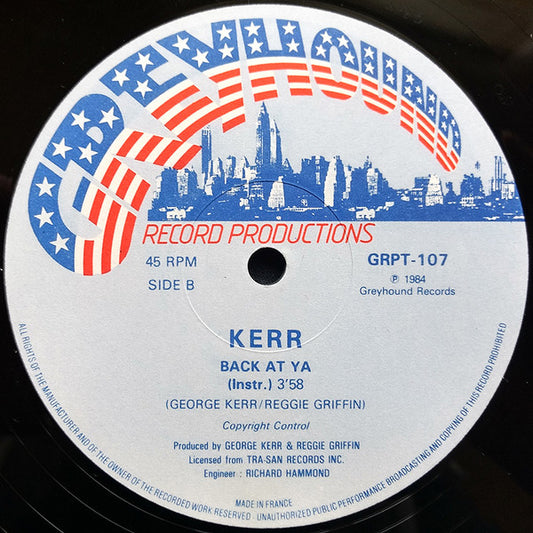 GREYHOUND
RECORD PRODUCTIONS
45 RPM
SIDE B
GRPT-107
℗ 1984
Greyhound Records
KERR
BACK AT YA
(Instr.) 3'58
(GEORGE KERR/REGGIE GRIFFIN)
Copyright Control
Produced by GEORGE KERR & REGGIE GRIFFIN
Licensed from TRA-SAN RECORDS INC.
Engineer : RICHARD HAMMOND
MADE IN FRANCE
ALL RIGHTS OF THE MANUFACTURER AND OF THE OWNER OF THE RECORDED WORK RESERVED - UNAUTHORIZED PUBLIC PERFORMANCE BROADCASTING AND COPYING OF THIS RECORD PROHIBITED